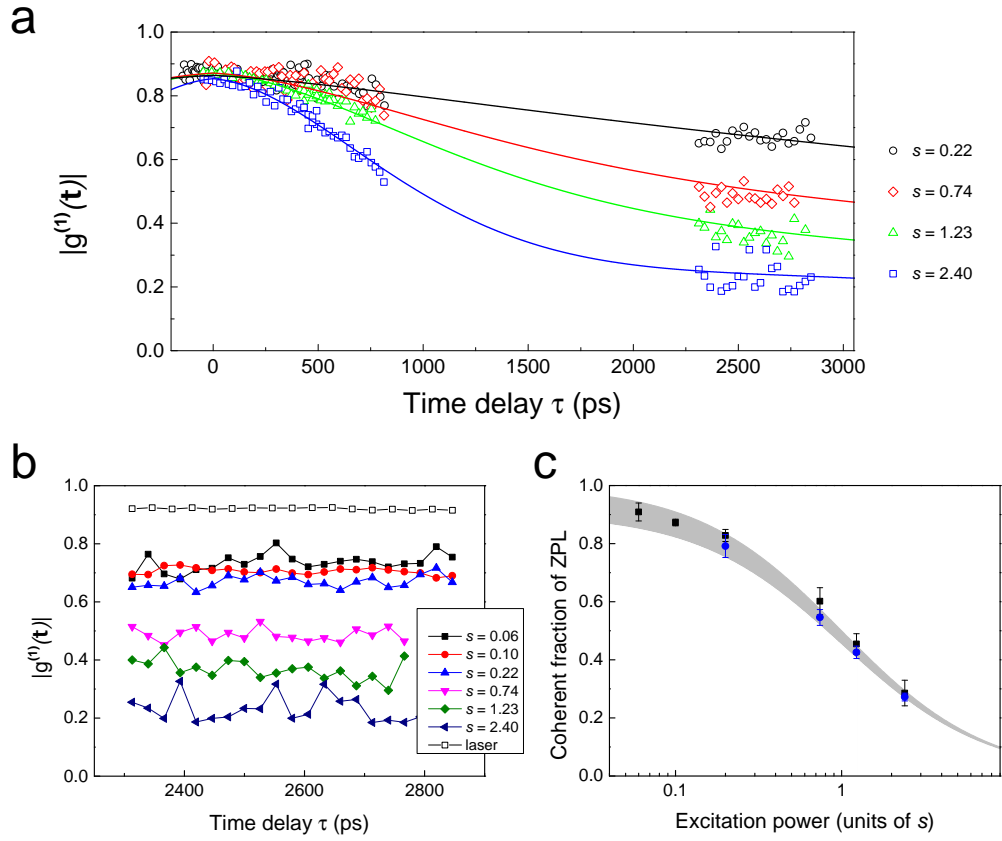 a
1.0
0.8
0.6
0.4
0.2
0.0
|g⁽¹⁾(t)|
0 500 1000 1500 2000 2500 3000
Time delay τ (ps)
s = 0.22
s = 0.74
s = 1.23
s = 2.40
b
1.0
0.8
0.6
0.4
0.2
0.0
|g⁽¹⁾(t)|
2400 2600 2800
Time delay τ (ps)
s = 0.06
s = 0.10
s = 0.22
s = 0.74
s = 1.23
s = 2.40
laser
c
1.0
0.8
0.6
0.4
0.2
0.0
Coherent fraction of ZPL
0.1 1
Excitation power (units of s)